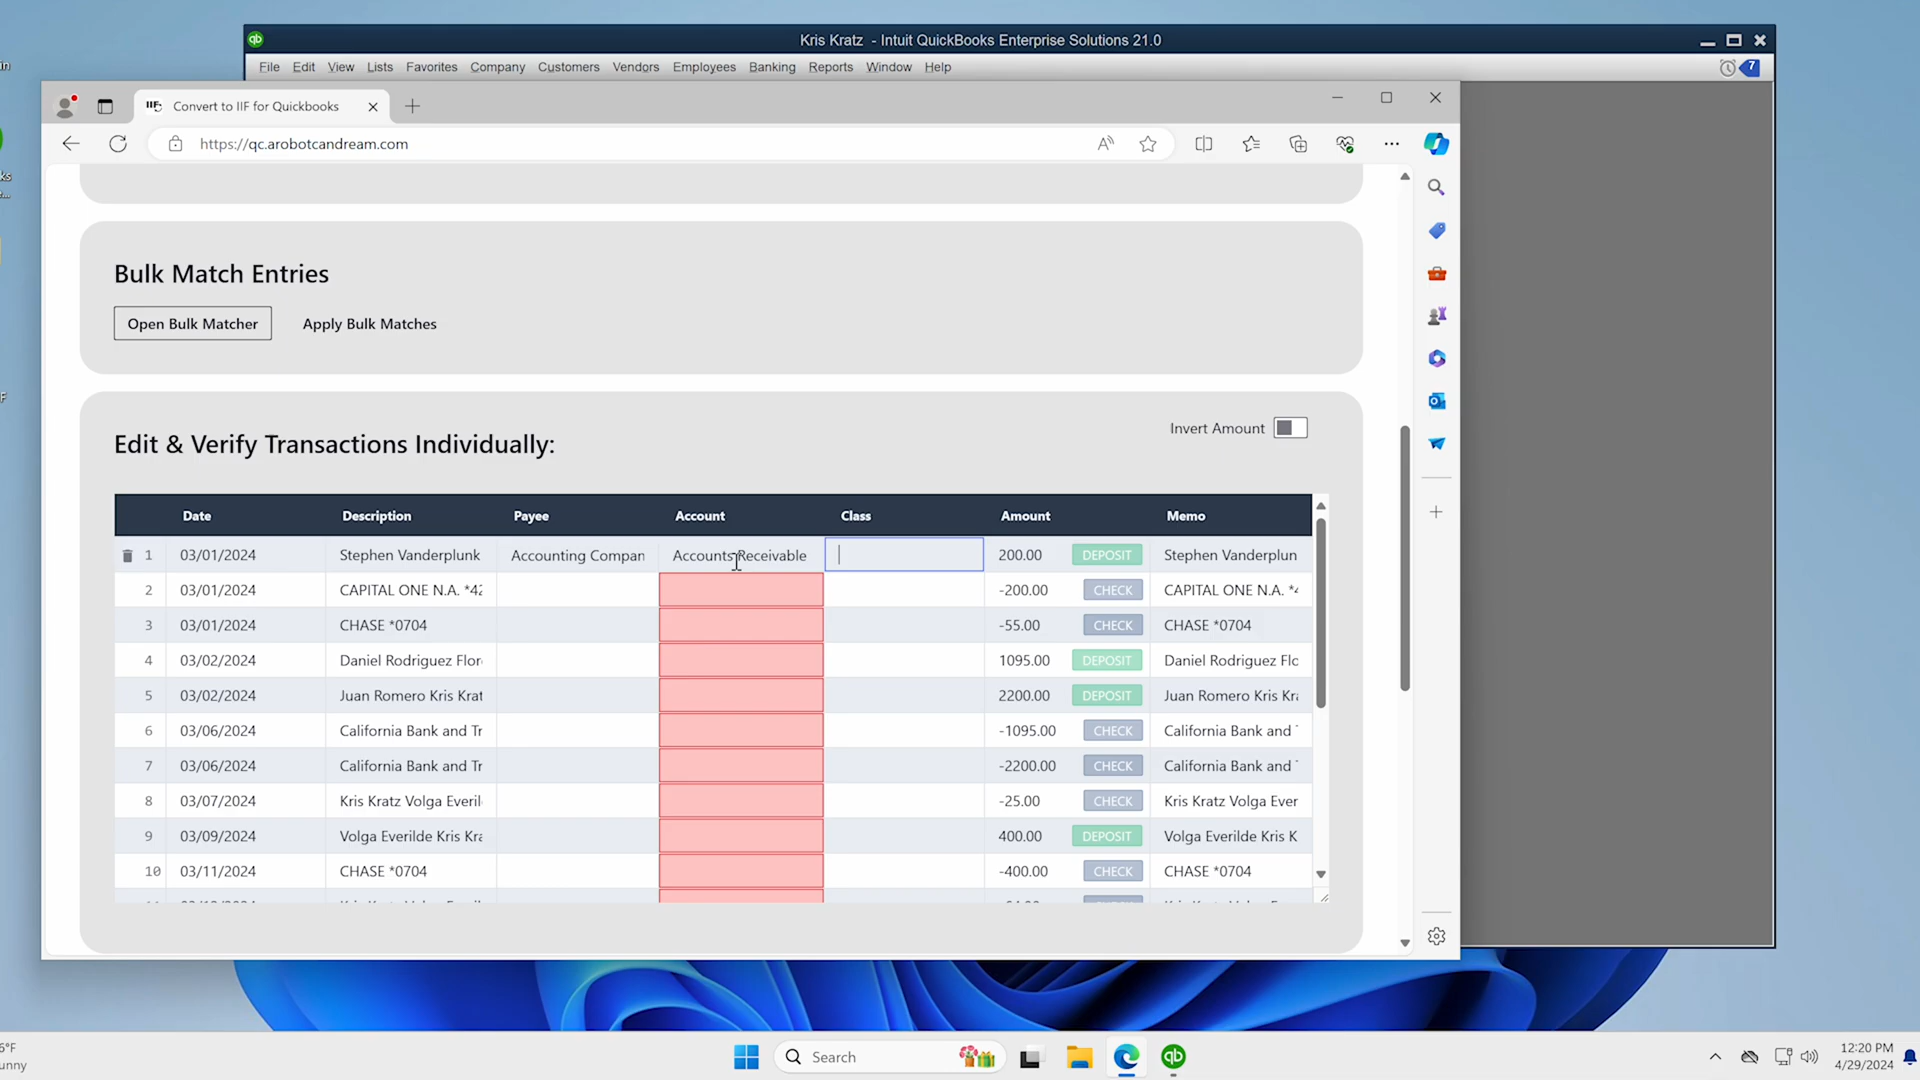 Kris Kratz - Intuit QuickBooks Enterprise Solutions 21.0
File Edit View Lists Favorites Company Customers Vendors Employees Banking Reports Window Help
7
Convert to IIF for Quickbooks
https://qc.arobotcandream.com
Bulk Match Entries
Open Bulk Matcher Apply Bulk Matches
Invert Amount
Edit & Verify Transactions Individually:
Date Description Payee Account Class Amount Memo
1 03/01/2024 Stephen Vanderplunk Accounting Compan Accounts Receivable 200.00 DEPOSIT Stephen Vanderplun
2 03/01/2024 CAPITAL ONE N.A. *42 -200.00 CHECK CAPITAL ONE N.A. *4
3 03/01/2024 CHASE *0704 -55.00 CHECK CHASE *0704
4 03/02/2024 Daniel Rodriguez Flor 1095.00 DEPOSIT Daniel Rodriguez Flo
5 03/02/2024 Juan Romero Kris Krat 2200.00 DEPOSIT Juan Romero Kris Kra
6 03/06/2024 California Bank and Tr -1095.00 CHECK California Bank and
7 03/06/2024 California Bank and Tr -2200.00 CHECK California Bank and
8 03/07/2024 Kris Kratz Volga Everil -25.00 CHECK Kris Kratz Volga Ever
9 03/09/2024 Volga Everilde Kris Kra 400.00 DEPOSIT Volga Everilde Kris K
10 03/11/2024 CHASE *0704 -400.00 CHECK CHASE *0704
Search
12:20 PM
4/29/2024